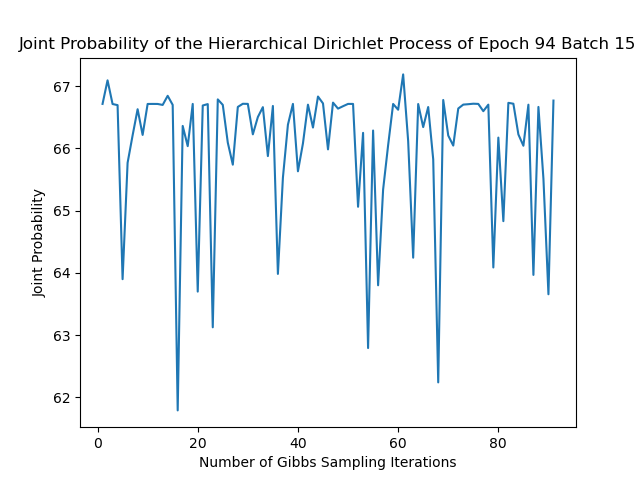 Joint Probability of the Hierarchical Dirichlet Process of Epoch 94 Batch 15
67
66
65
64
63
62
Joint Probability
0 20 40 60 80
Number of Gibbs Sampling Iterations